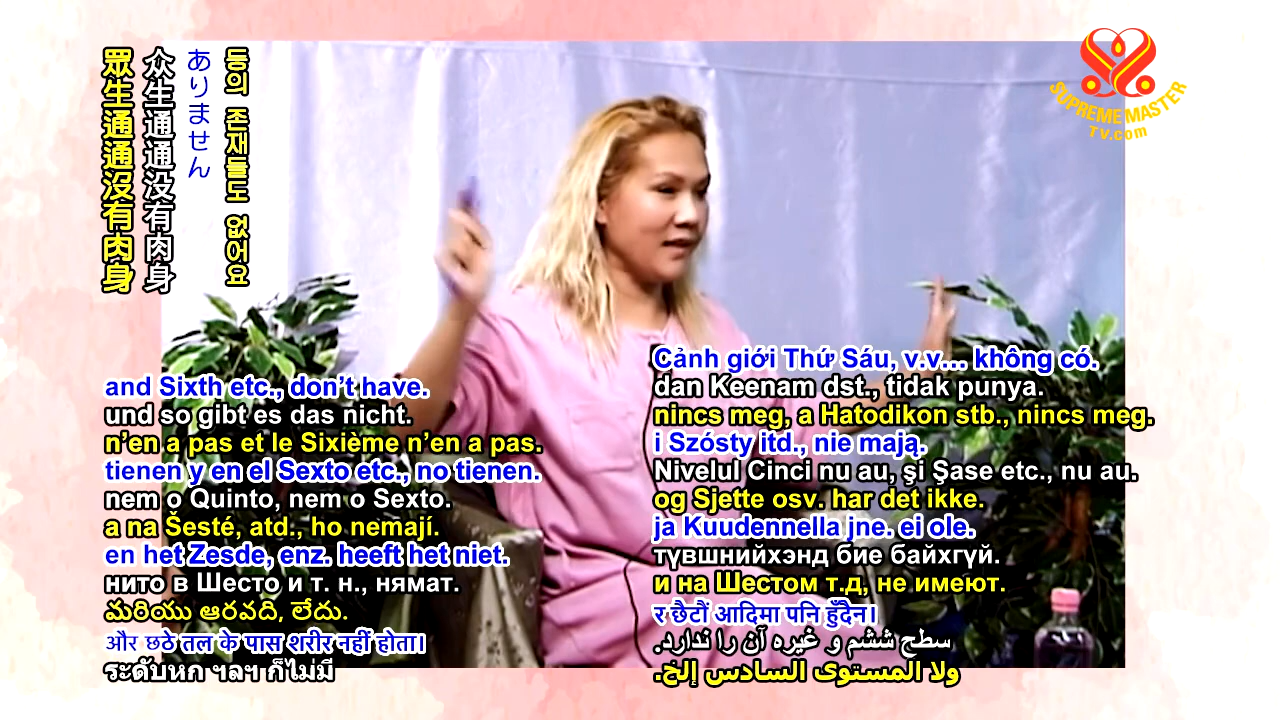 眾生通通沒有肉身
众生通通没有肉身
ありません
등의 존재들도 없어요
SUPREME MASTER
TV.com
and Sixth etc., don't have.
und so gibt es das nicht.
n'en a pas et le Sixième n'en a pas.
tienen y en el Sexto etc., no tienen.
nem o Quinto, nem o Sexto.
a na Šesté, atd., ho nemají.
en het Zesde, enz. heeft het niet.
нито в Шесто и т. н., нямат.
మరియు ఆరవది, లేదు.
और छठे तल के पास शरीर नहीं होता।
ระดับหก ฯลฯ ก็ไม่มี
Cảnh giới Thứ Sáu, v.v... không có.
dan Keenam dst., tidak punya.
nincs meg, a Hatodikon stb., nincs meg.
i Szósty itd., nie mają.
Nivelul Cinci nu au, şi Şase etc., nu au.
og Sjette osv. har det ikke.
ja Kuudennella jne. ei ole.
түвшнийхэнд бие байхгүй.
и на Шестом т.д, не имеют.
र छैटौं आदिमा पनि हुँदैन।
سطح ششم و غیره آن را ندارد.
ولا المستوى السادس إلخ.